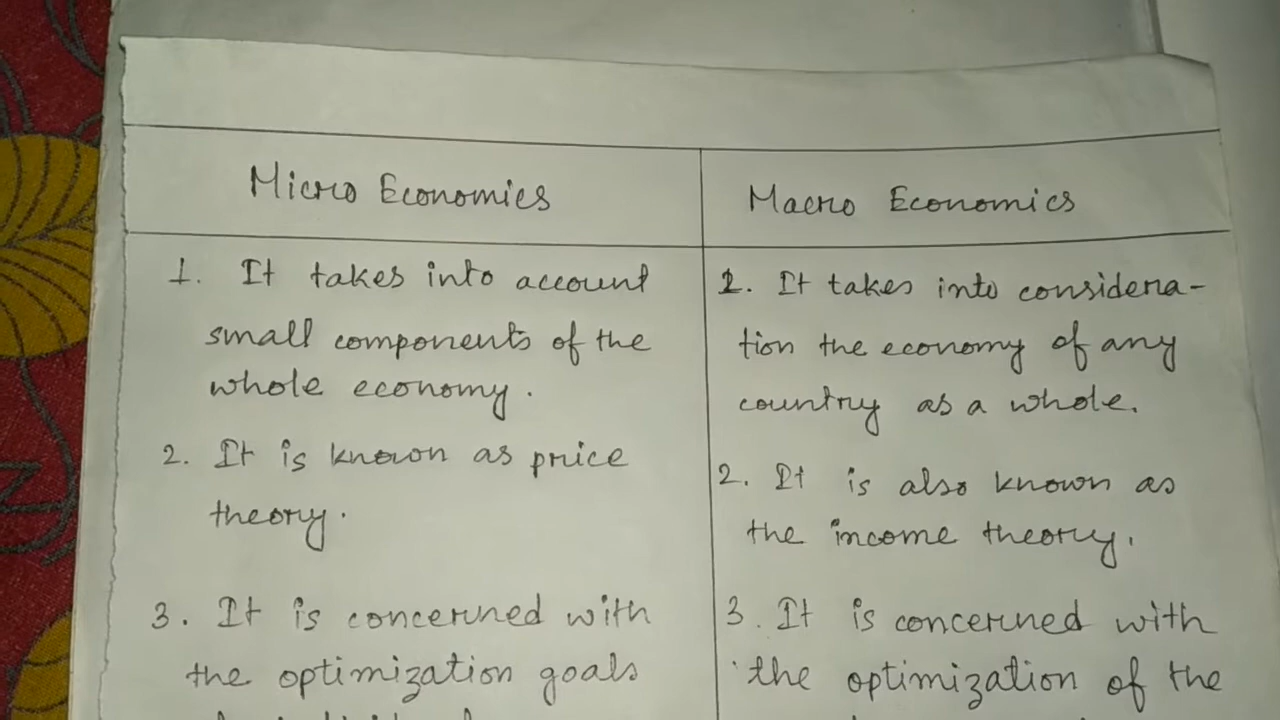 Micro Economics
1. It takes into account
small components of the
whole economy.
2. It is known as price
theory.
3. It is concerned with
the optimization goals
Macro Economics
1. It takes into considera-
tion the economy of any
country as a whole.
2. It is also known as
the income theory.
3. It is concerned with
the optimization of the